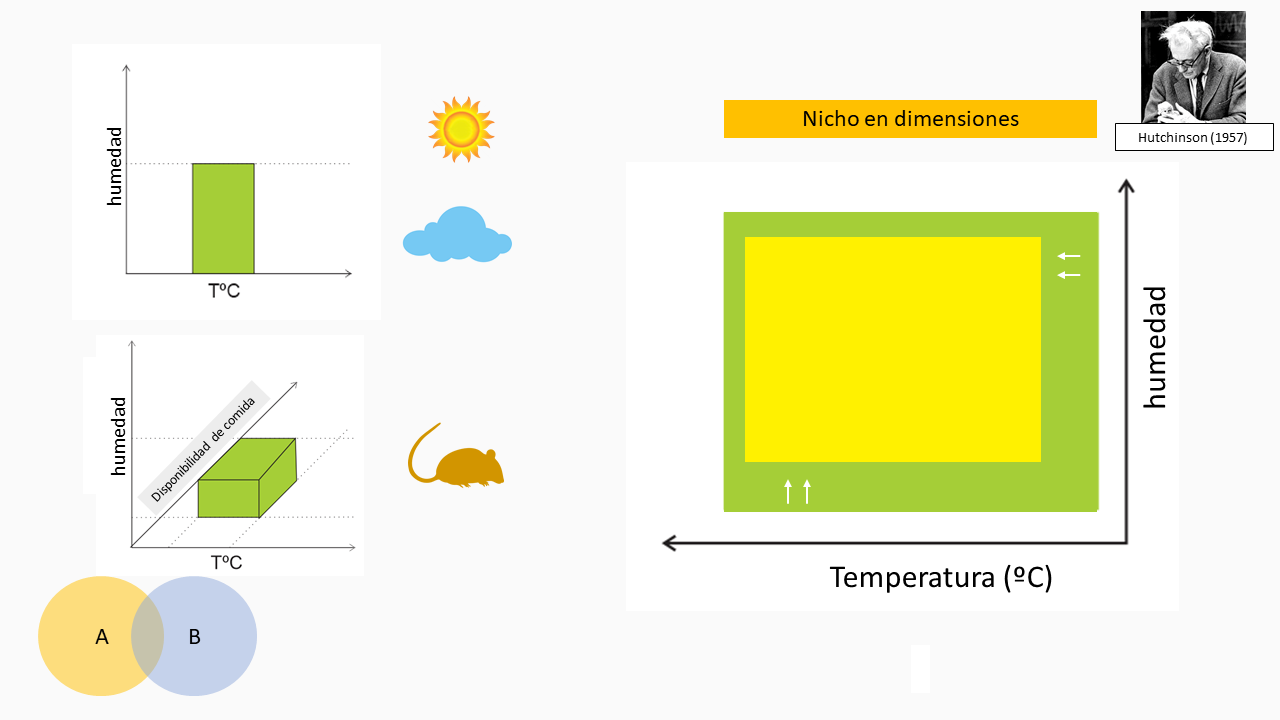 humedad
TºC
Nicho en dimensiones
Hutchinson (1957)
humedad
Temperatura (ºC)
humedad
Disponibilidad de comida
TºC
A
B